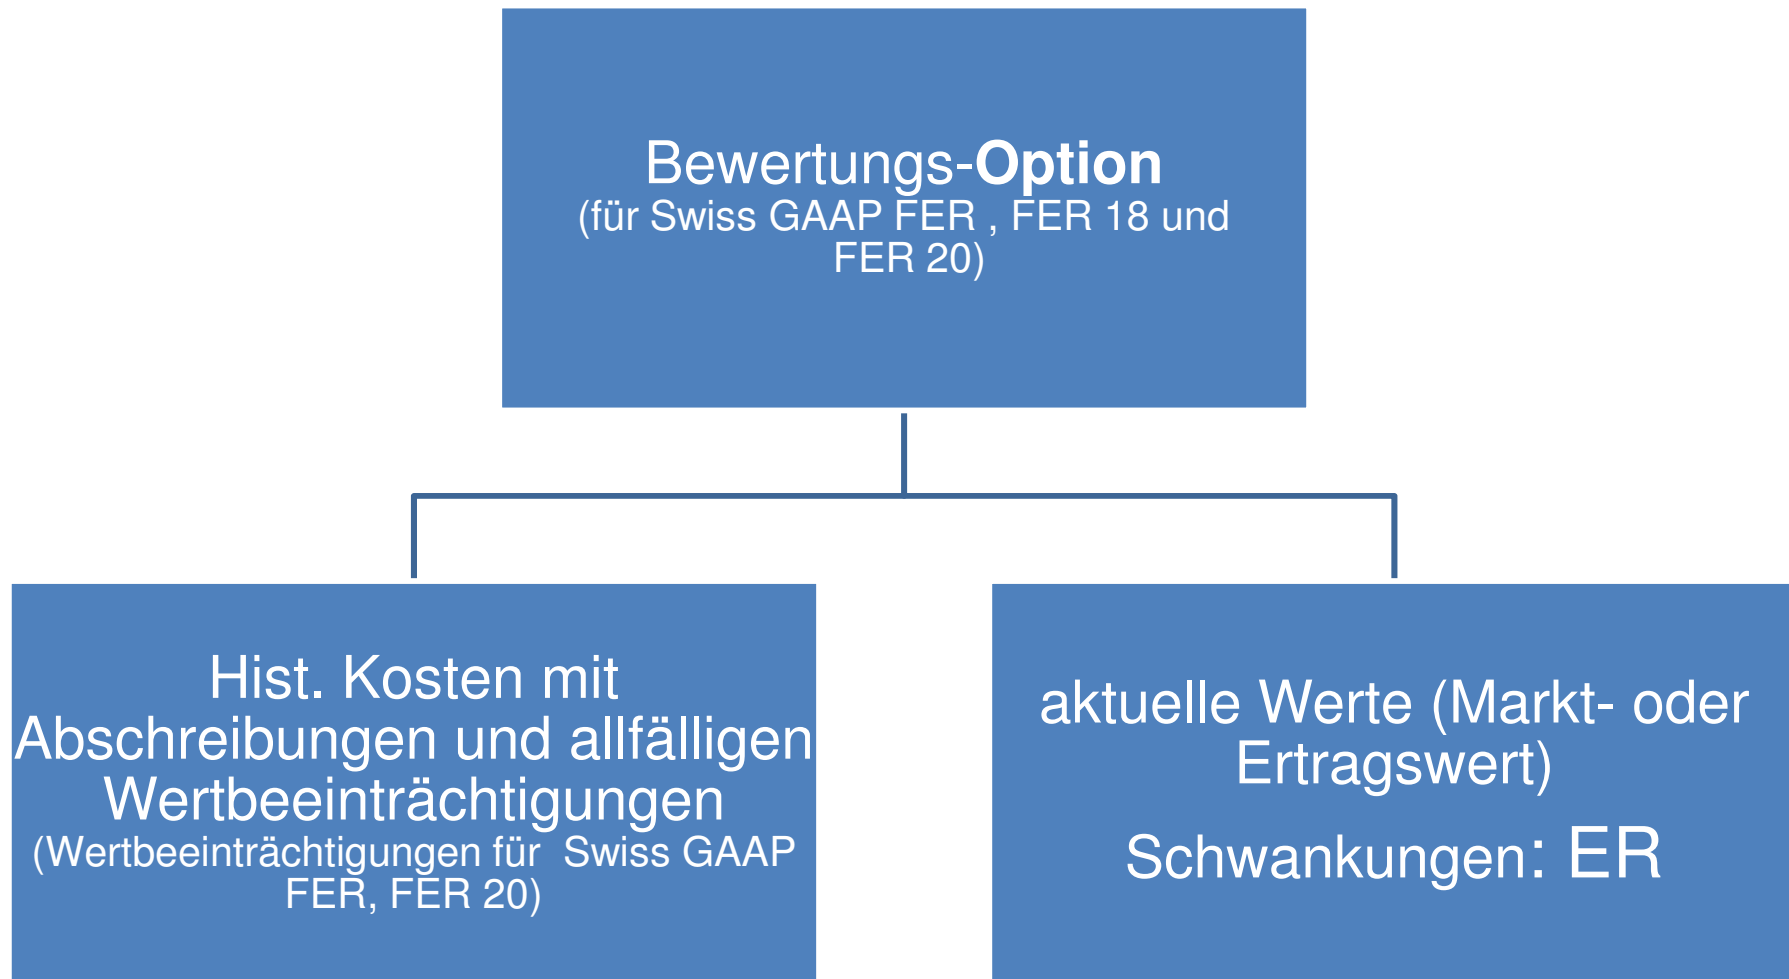 Bewertungs-Option
(für Swiss GAAP FER , FER 18 und
FER 20)
Hist. Kosten mit
Abschreibungen und allfälligen
Wertbeeinträchtigungen
(Wertbeeinträchtigungen für  Swiss GAAP
FER, FER 20)
aktuelle Werte (Markt- oder
Ertragswert)
Schwankungen: ER